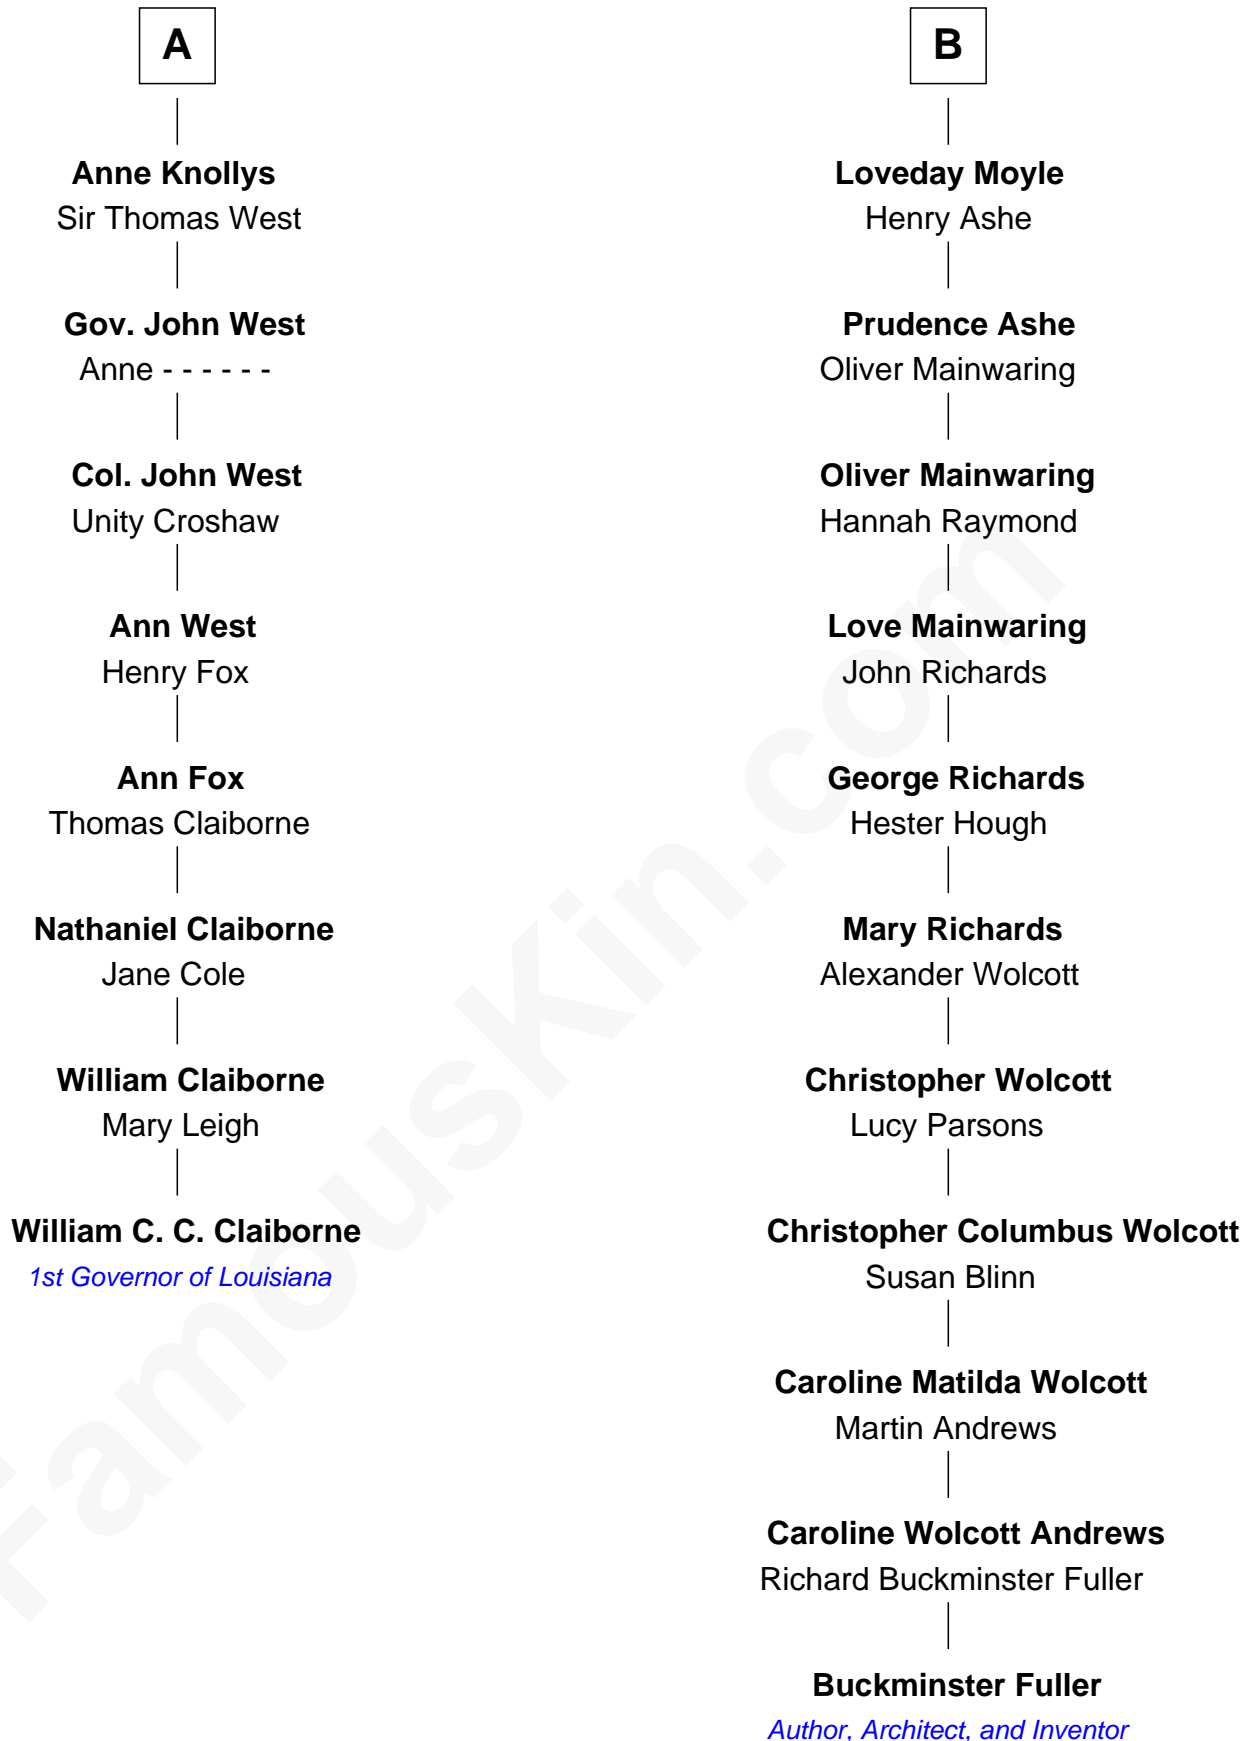 A
Anne Knollys
Sir Thomas West
Gov. John West
Anne - - - - - -
Col. John West
Unity Croshaw
Ann West
Henry Fox
Ann Fox
Thomas Claiborne
Nathaniel Claiborne
Jane Cole
William Claiborne
Mary Leigh
William C. C. Claiborne
1st Governor of Louisiana
B
Loveday Moyle
Henry Ashe
Prudence Ashe
Oliver Mainwaring
Oliver Mainwaring
Hannah Raymond
Love Mainwaring
John Richards
George Richards
Hester Hough
Mary Richards
Alexander Wolcott
Christopher Wolcott
Lucy Parsons
Christopher Columbus Wolcott
Susan Blinn
Caroline Matilda Wolcott
Martin Andrews
Caroline Wolcott Andrews
Richard Buckminster Fuller
Buckminster Fuller
Author, Architect, and Inventor
FamousKin.com